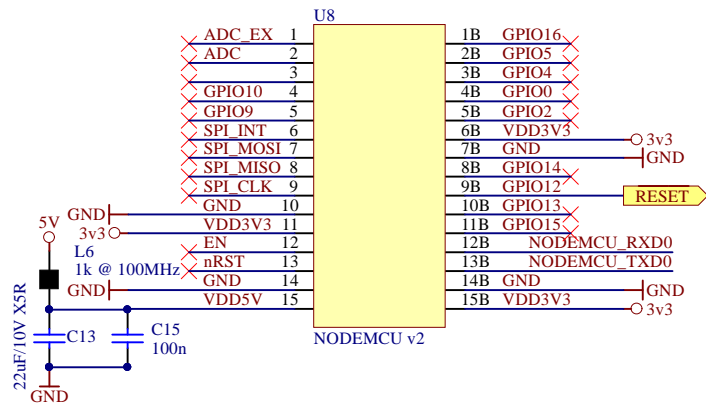 U8
ADC_EX 1 1B GPIO16
ADC 2 2B GPIO5
3 3B GPIO4
GPIO10 4 4B GPIO0
GPIO9 5 5B GPIO2
SPI_INT 6 6B VDD3V3 3v3
SPI_MOSI 7 7B GND GND
SPI_MISO 8 8B GPIO14
SPI_CLK 9 9B GPIO12 RESET
GND GND 10 10B GPIO13
3v3 VDD3V3 11 11B GPIO15
EN 12 12B NODEMCU_RXD0
nRST 13 13B NODEMCU_TXD0
GND GND 14 14B GND GND
VDD5V 15 15B VDD3V3 3v3
NODEMCU v2
5V
L6
1k @ 100MHz
22uF/10V X5R
C13
C15
100n
GND